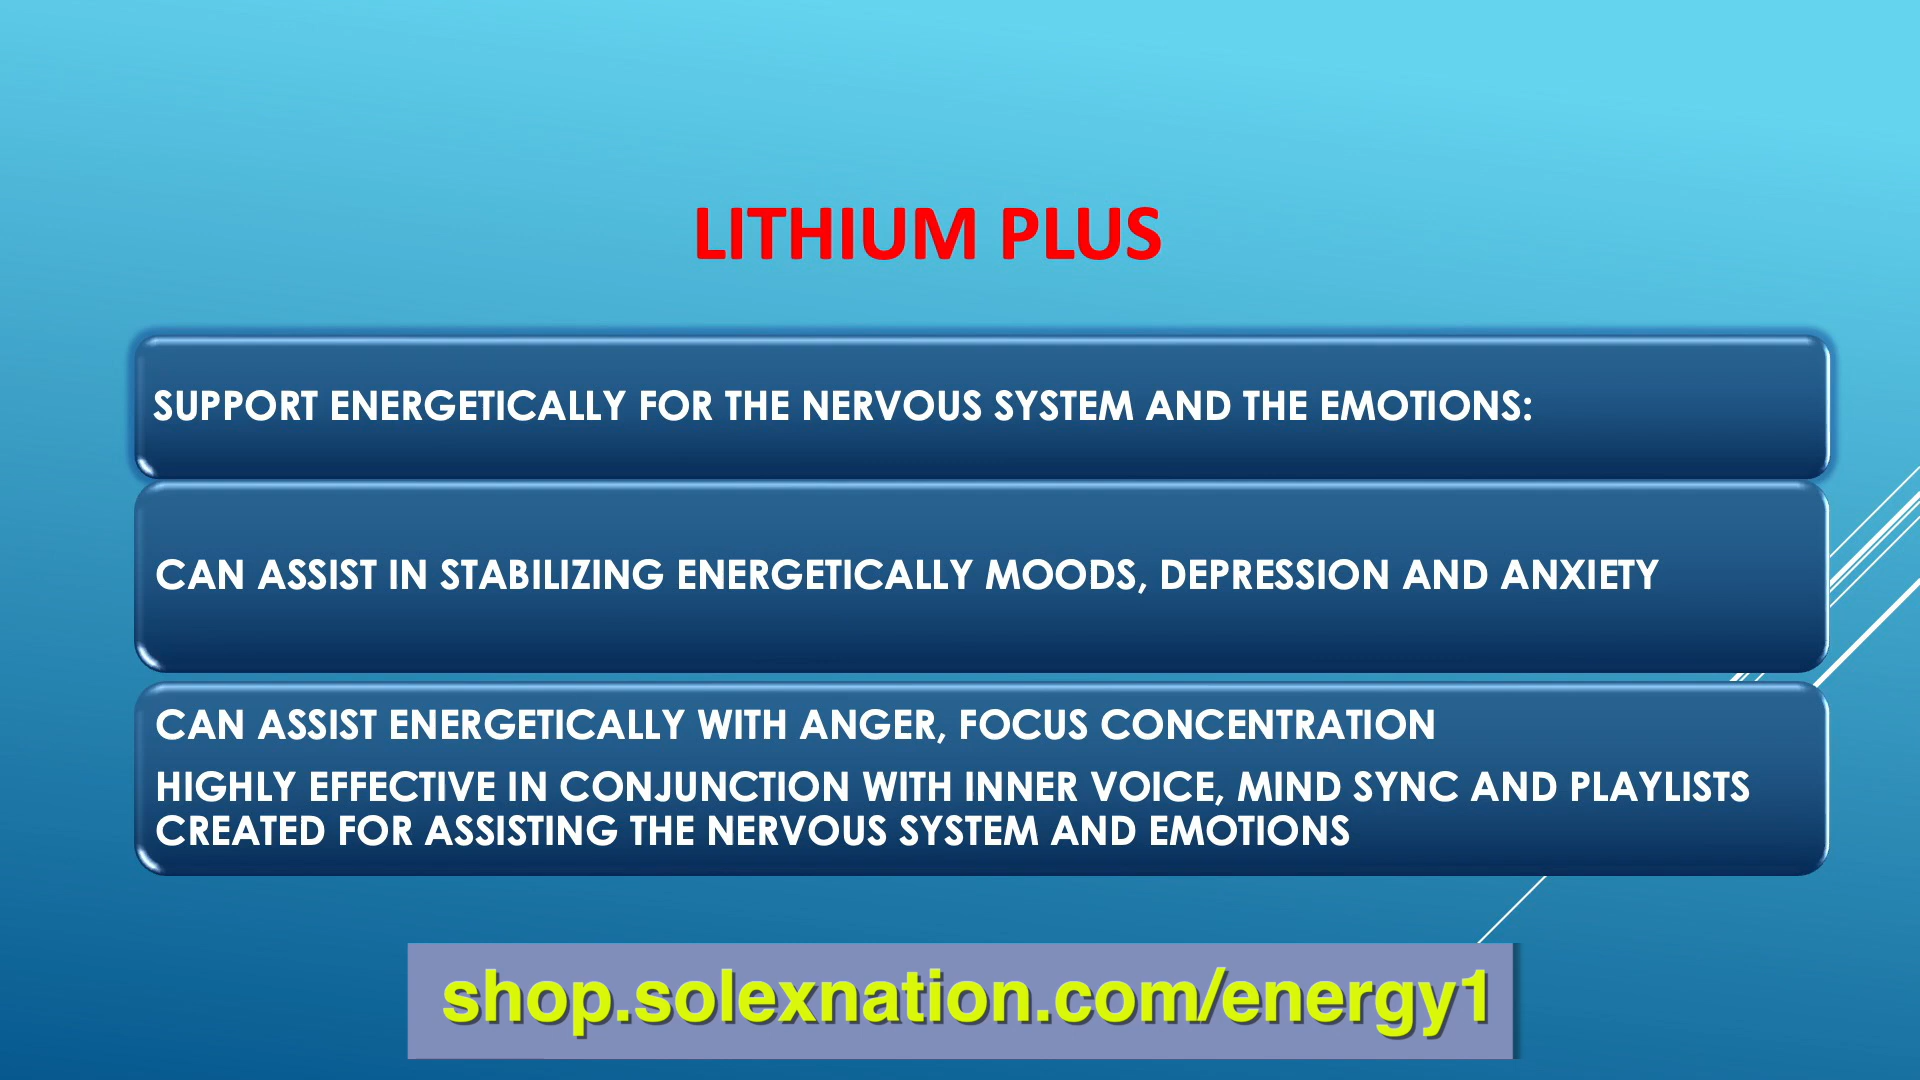 LITHIUM PLUS
SUPPORT ENERGETICALLY FOR THE NERVOUS SYSTEM AND THE EMOTIONS:
CAN ASSIST IN STABILIZING ENERGETICALLY MOODS, DEPRESSION AND ANXIETY
CAN ASSIST ENERGETICALLY WITH ANGER, FOCUS CONCENTRATION
HIGHLY EFFECTIVE IN CONJUNCTION WITH INNER VOICE, MIND SYNC AND PLAYLISTS
CREATED FOR ASSISTING THE NERVOUS SYSTEM AND EMOTIONS
shop.solexnation.com/energy1